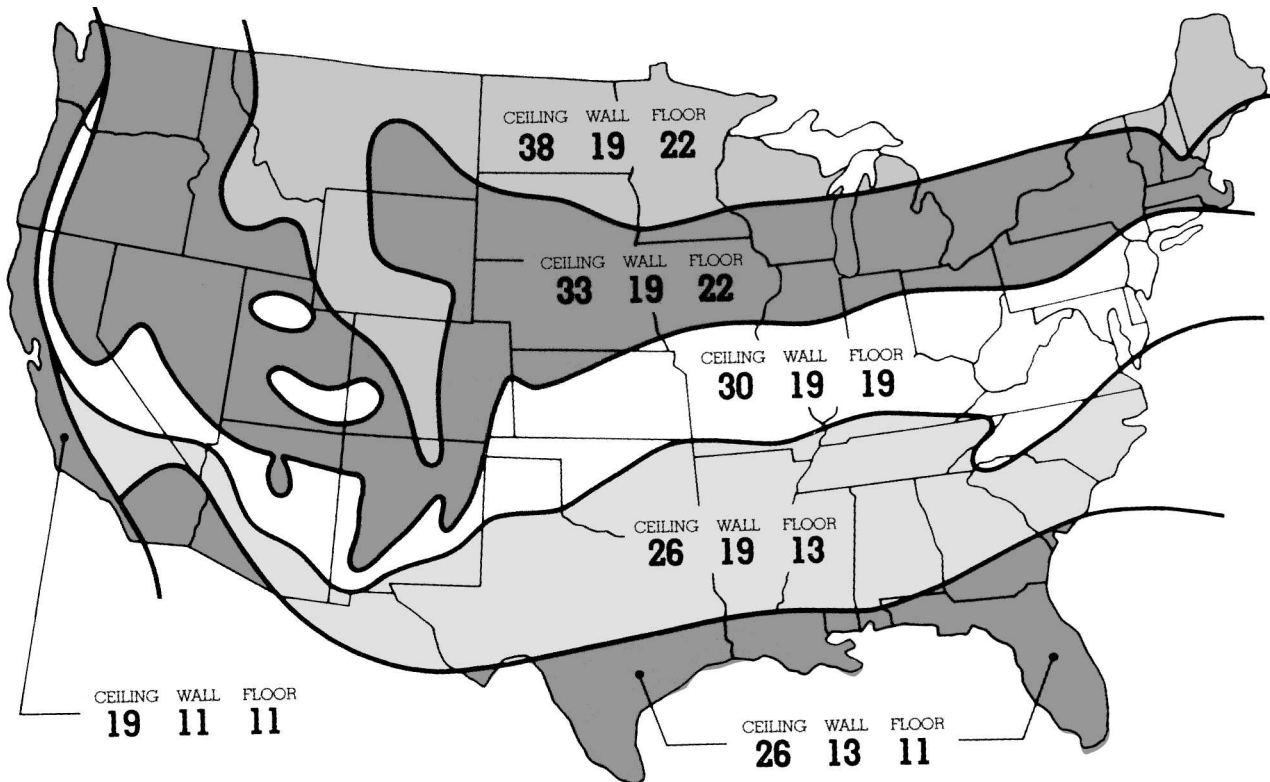 CEILING WALL FLOOR
38 19 22
CEILING WALL FLOOR
33 19 22
CEILING WALL FLOOR
30 19 19
CEILING WALL FLOOR
26 19 13
CEILING WALL FLOOR
19 11 11
CEILING WALL FLOOR
26 13 11